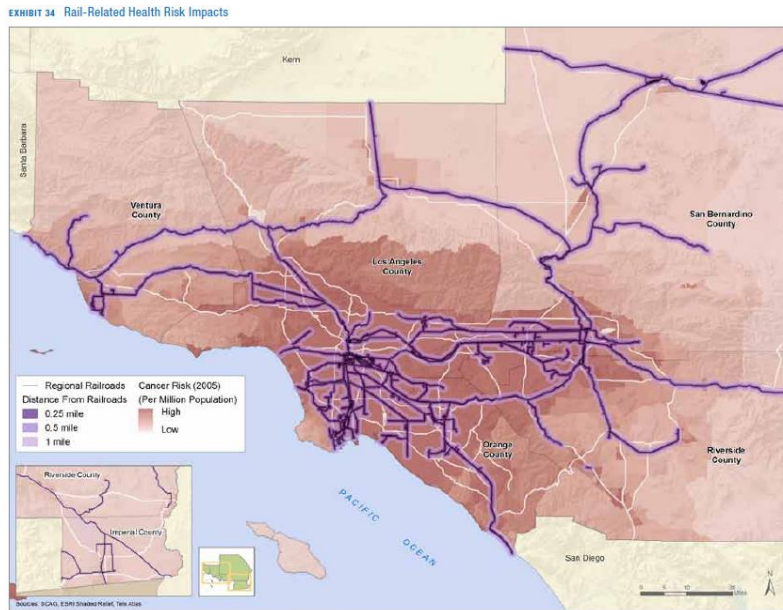 EXHIBIT 34 Rail-Related Health Risk Impacts
Kern
Santa Barbara
Ventura
County
San Bernardino
County
Los Angeles
County
Regional Railroads
Distance From Railroads
0.25 mile
0.5 mile
1 mile
Cancer Risk (2005)
(Per Million Population)
High
Low
Orange
County
Riverside
County
Riverside County
Imperial County
PACIFIC OCEAN
San Diego
N
Miles
Sources: SCAG, ESRI Shaded Relief, Tele Atlas